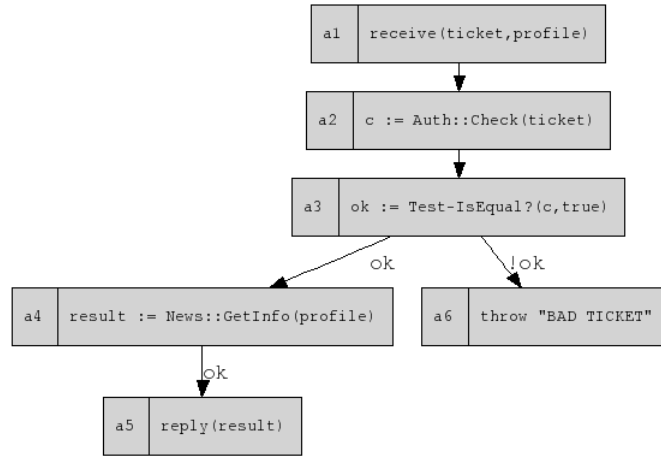 a1 receive(ticket,profile)
a2 c := Auth::Check(ticket)
a3 ok := Test-IsEqual?(c,true)
ok !ok
a4 result := News::GetInfo(profile)
a6 throw "BAD TICKET"
ok
a5 reply(result)